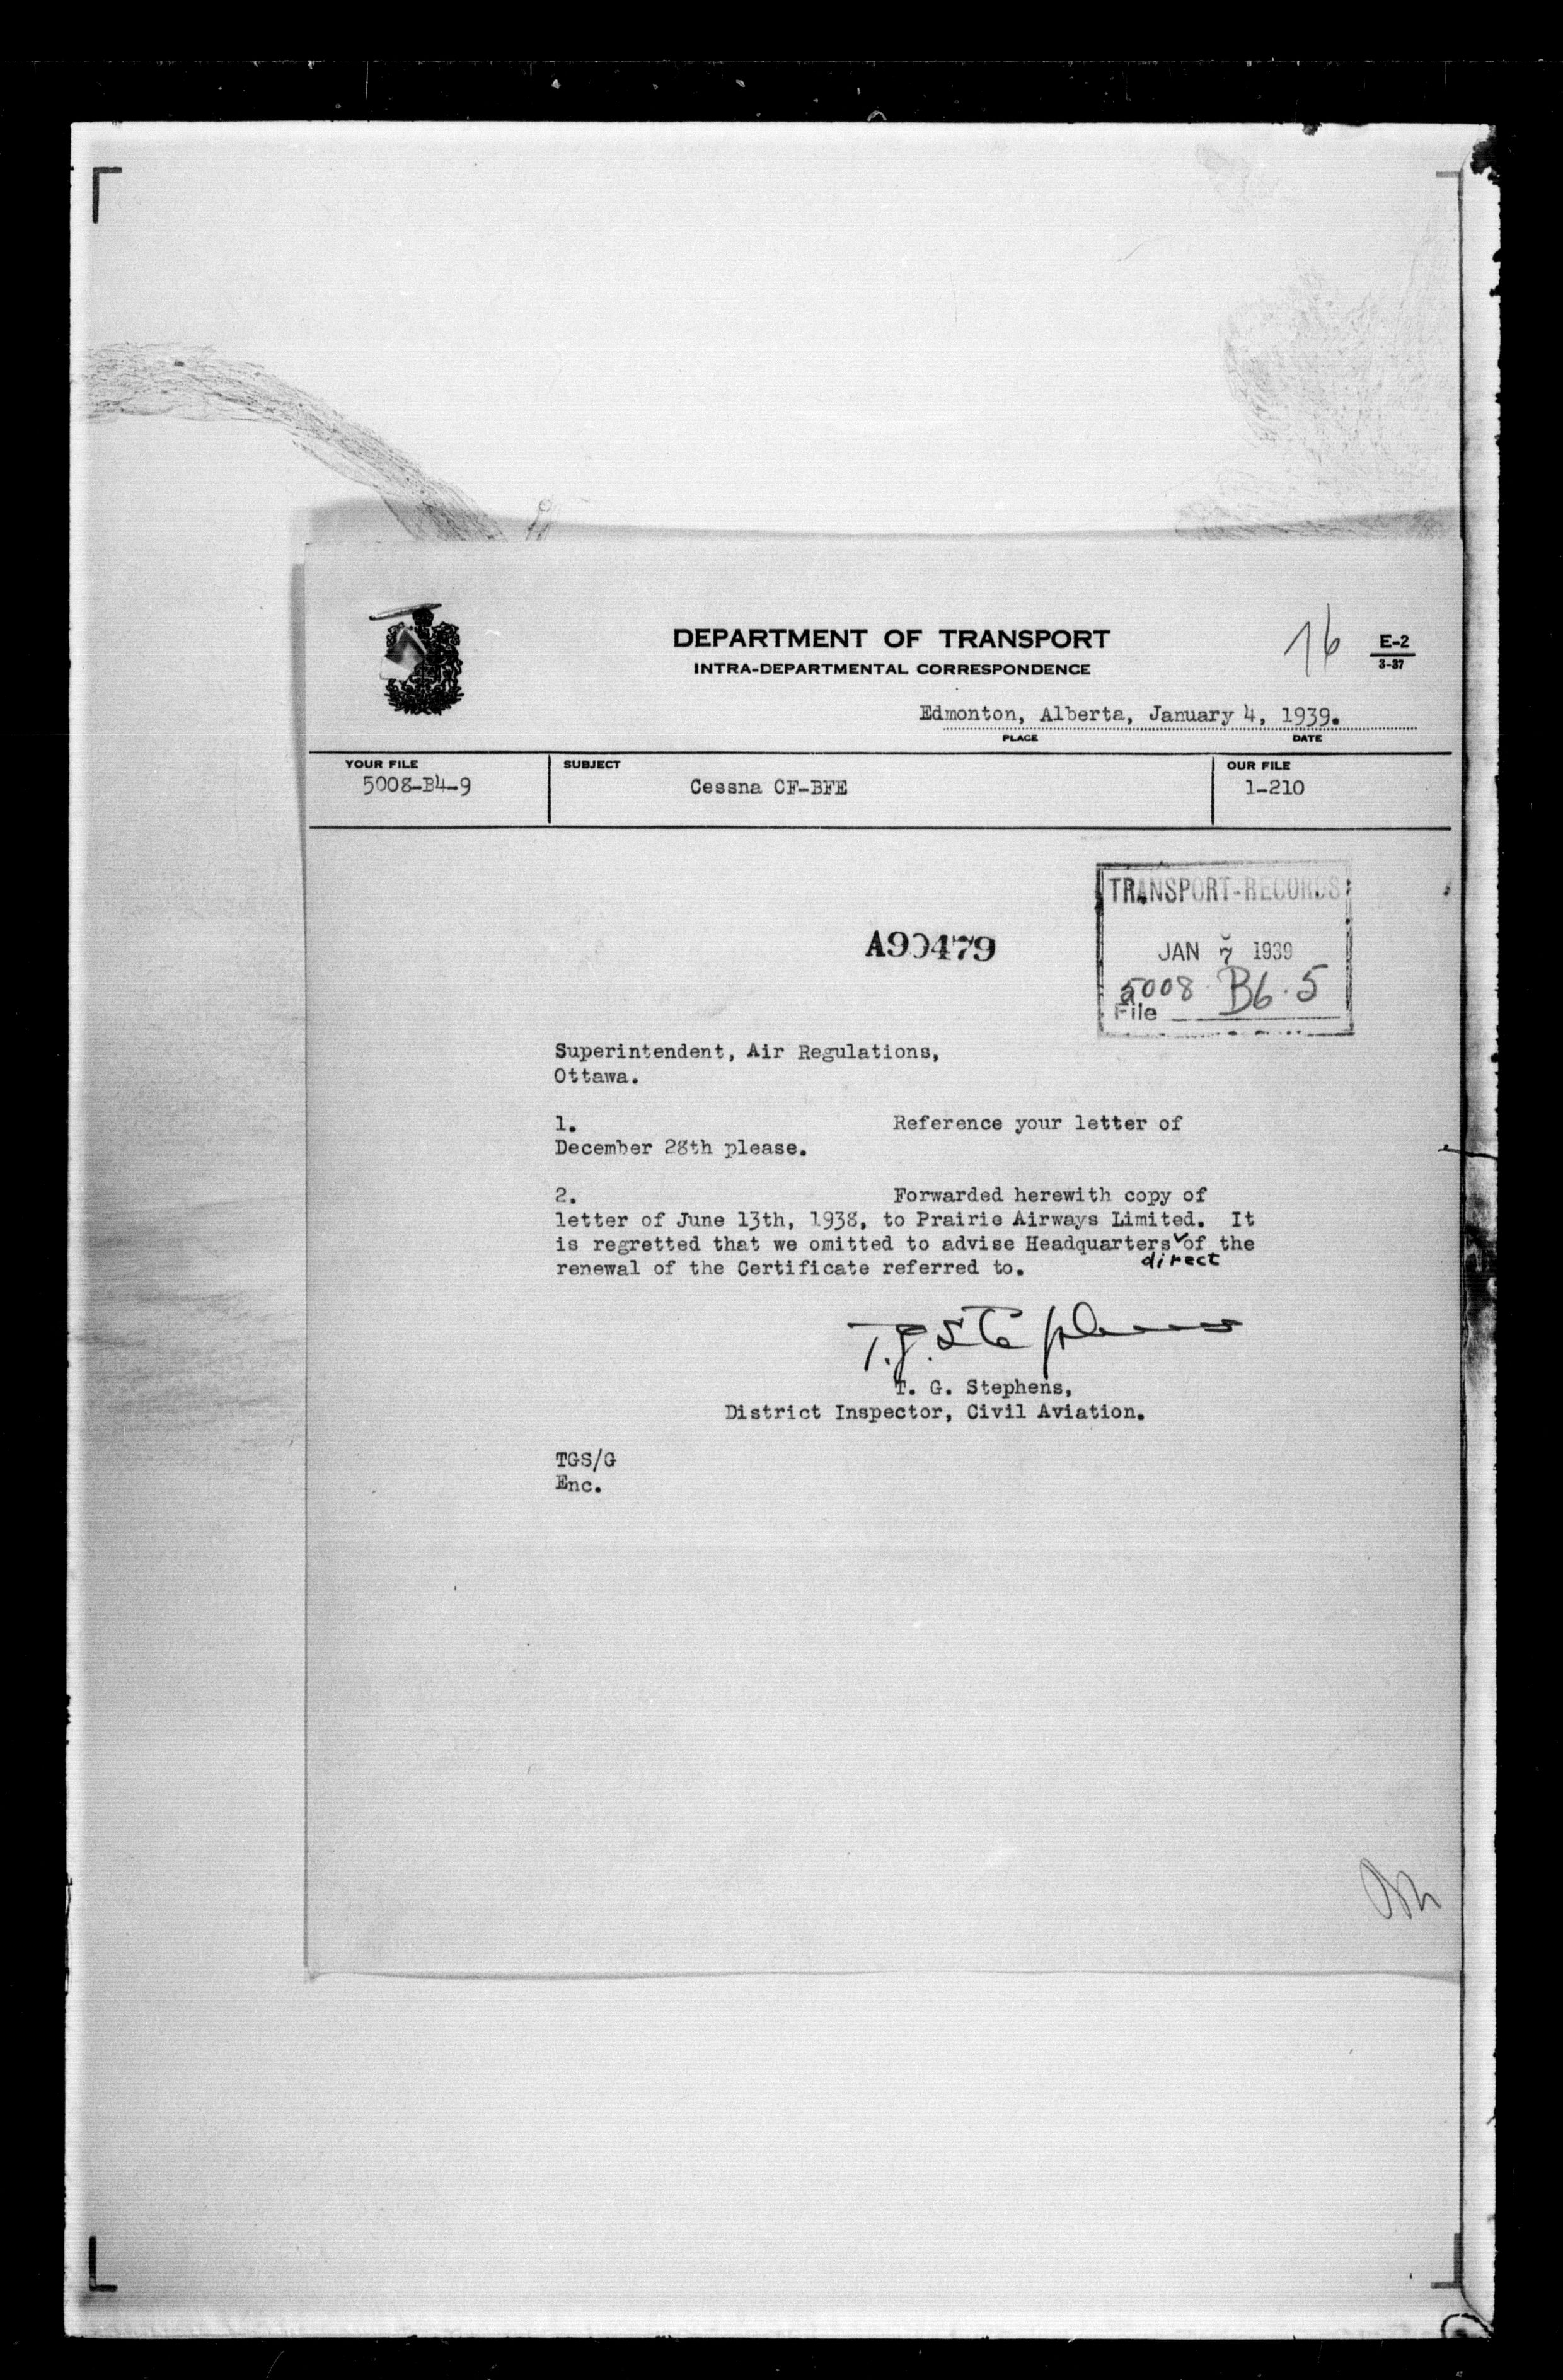 DEPARTMENT OF TRANSPORT
INTRA-DEPARTMENTAL CORRESPONDENCE
76
E-2
3-37
Edmonton, Alberta, January 4, 1939.
PLACE DATE
YOUR FILE SUBJECT OUR FILE
5008-B4-9 Cessna CF-BFE 1-210
TRANSPORT-RECORDS
A90479
JAN 7 1939
5008-B6-5
File
Superintendent, Air Regulations,
Ottawa.
1. Reference your letter of
December 28th please.
2. Forwarded herewith copy of
letter of June 13th, 1938, to Prairie Airways Limited. It
is regretted that we omitted to advise Headquarters of the
direct
renewal of the Certificate referred to.
T.G. Stephens
T. G. Stephens,
District Inspector, Civil Aviation.
TGS/G
Enc.